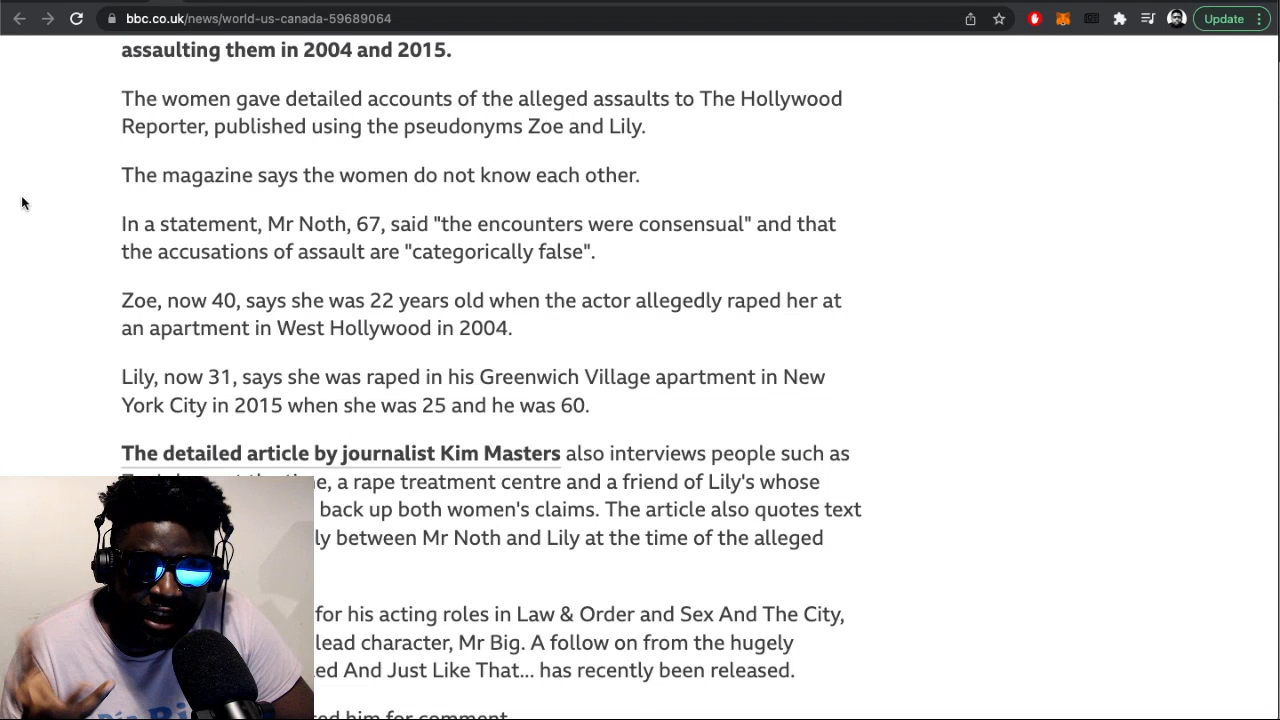 bbc.co.uk/news/world-us-canada-59689064
Update
assaulting them in 2004 and 2015.
The women gave detailed accounts of the alleged assaults to The Hollywood
Reporter, published using the pseudonyms Zoe and Lily.
The magazine says the women do not know each other.
In a statement, Mr Noth, 67, said "the encounters were consensual" and that
the accusations of assault are "categorically false".
Zoe, now 40, says she was 22 years old when the actor allegedly raped her at
an apartment in West Hollywood in 2004.
Lily, now 31, says she was raped in his Greenwich Village apartment in New
York City in 2015 when she was 25 and he was 60.
The detailed article by journalist Kim Masters also interviews people such as
a rape treatment centre and a friend of Lily's whose
back up both women's claims. The article also quotes text
between Mr Noth and Lily at the time of the alleged
for his acting roles in Law & Order and Sex And The City,
lead character, Mr Big. A follow on from the hugely
And Just Like That... has recently been released.
him for comment